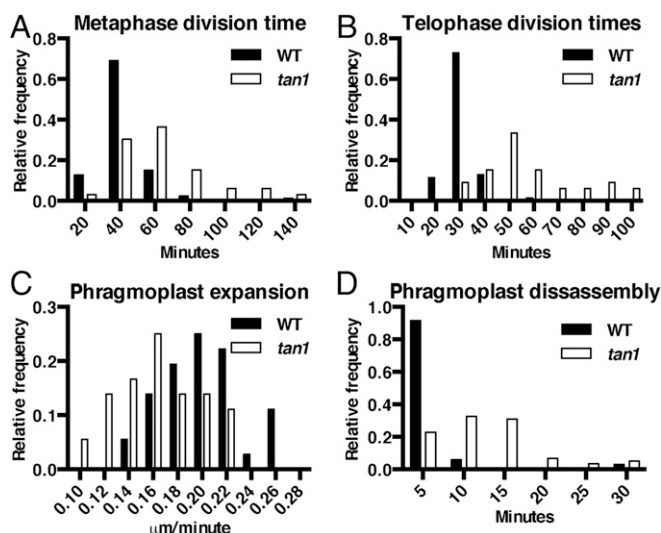 A Metaphase division time
Relative frequency
0.8
0.6
0.4
0.2
0.0
WT
tan1
20 40 60 80 100 120 140
Minutes
B Telophase division times
Relative frequency
0.8
0.6
0.4
0.2
0.0
WT
tan1
10 20 30 40 50 60 70 80 90 100
Minutes
C Phragmoplast expansion
Relative frequency
0.3
0.2
0.1
0.0
WT
tan1
0.10 0.12 0.14 0.16 0.18 0.20 0.22 0.24 0.26 0.28
μm/minute
D Phragmoplast dissassembly
Relative frequency
1.0
0.8
0.6
0.4
0.2
0.0
WT
tan1
5 10 15 20 25 30
Minutes